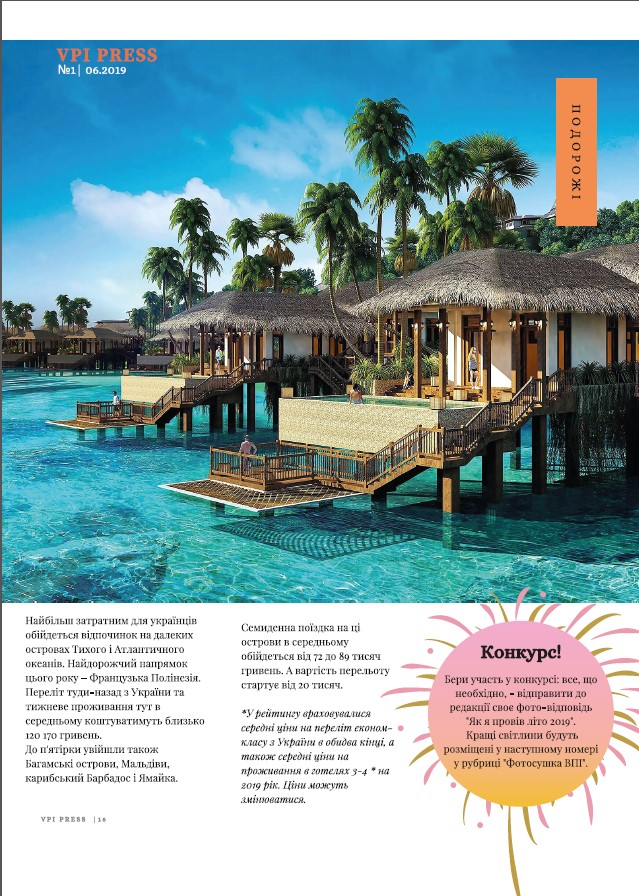 VPI PRESS
№1| 06.2019
ПОДОРОЖІ
Найбільш затратним для українців
обійдеться відпочинок на далеких
островах Тихого і Атлантичного
океанів. Найдорожчий напрямок
цього року – Французька Полінезія.
Переліт туди-назад з України та
тижневе проживання тут в
середньому коштуватимуть близько
120 170 гривень.
До п'ятірки увійшли також
Багамські острови, Мальдіви,
карибський Барбадос і Ямайка.
Семиденна поїздка на ці
острови в середньому
обійдеться від 72 до 89 тисяч
гривень. А вартість перельоту
стартує від 20 тисяч.
*У рейтингу враховувалися
середні ціни на переліт економ-
класу з України в обидва кінці, а
також середні ціни на
проживання в готелях 3-4 * на
2019 рік. Ціни можуть
змінюватися.
Конкурс!
Бери участь у конкурсі: все, що
необхідно, - відправити до
редакції своє фото-відповідь
"Як я провів літо 2019".
Кращі світлини будуть
розміщені у наступному номері
у рубриці "Фотосушка ВПІ".
VPI PRESS | 16